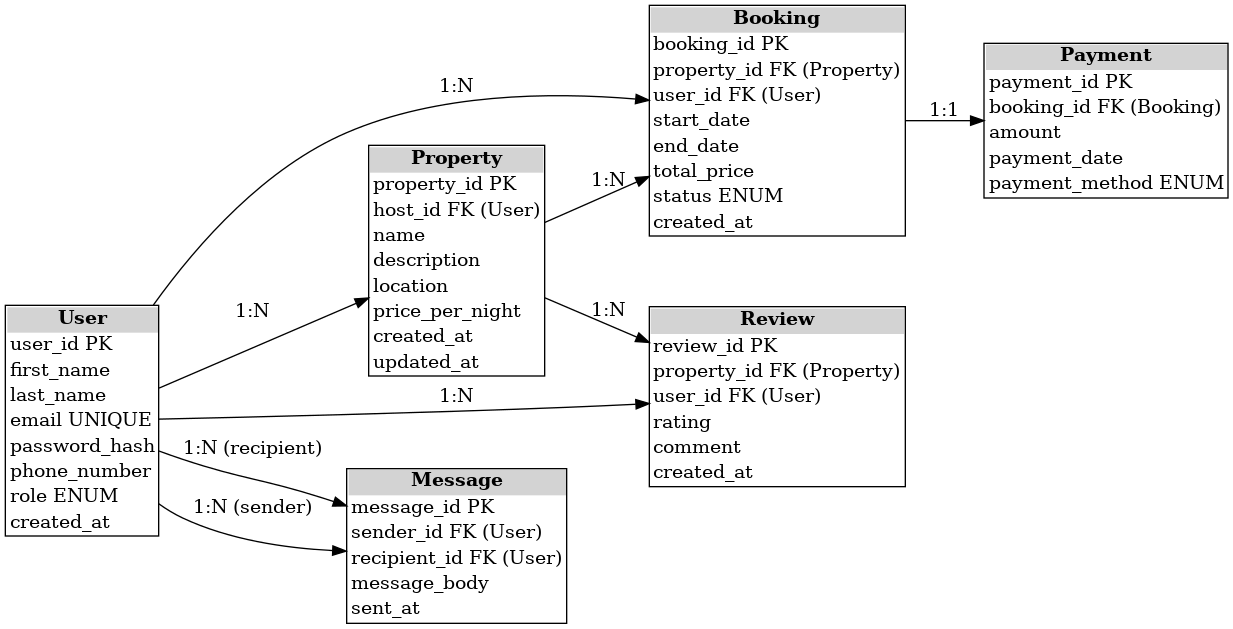 Booking
booking_id PK
property_id FK (Property)
user_id FK (User)
start_date
end_date
total_price
status ENUM
created_at
Payment
payment_id PK
booking_id FK (Booking)
amount
payment_date
payment_method ENUM
1:N
1:1
Property
property_id PK
host_id FK (User)
name
description
location
price_per_night
created_at
updated_at
1:N
1:N
1:N
User
user_id PK
first_name
last_name
email UNIQUE
password_hash
phone_number
role ENUM
created_at
Review
review_id PK
property_id FK (Property)
user_id FK (User)
rating
comment
created_at
1:N
1:N (recipient)
1:N (sender)
Message
message_id PK
sender_id FK (User)
recipient_id FK (User)
message_body
sent_at